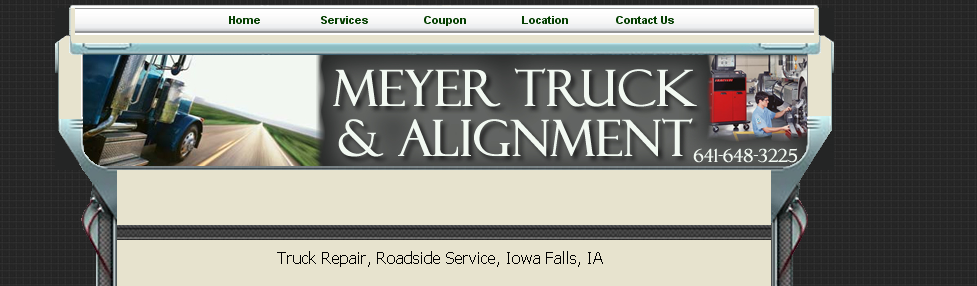 Home Services Coupon Location Contact Us
MEYER TRUCK
& ALIGNMENT
641-648-3225
Truck Repair, Roadside Service, Iowa Falls, IA